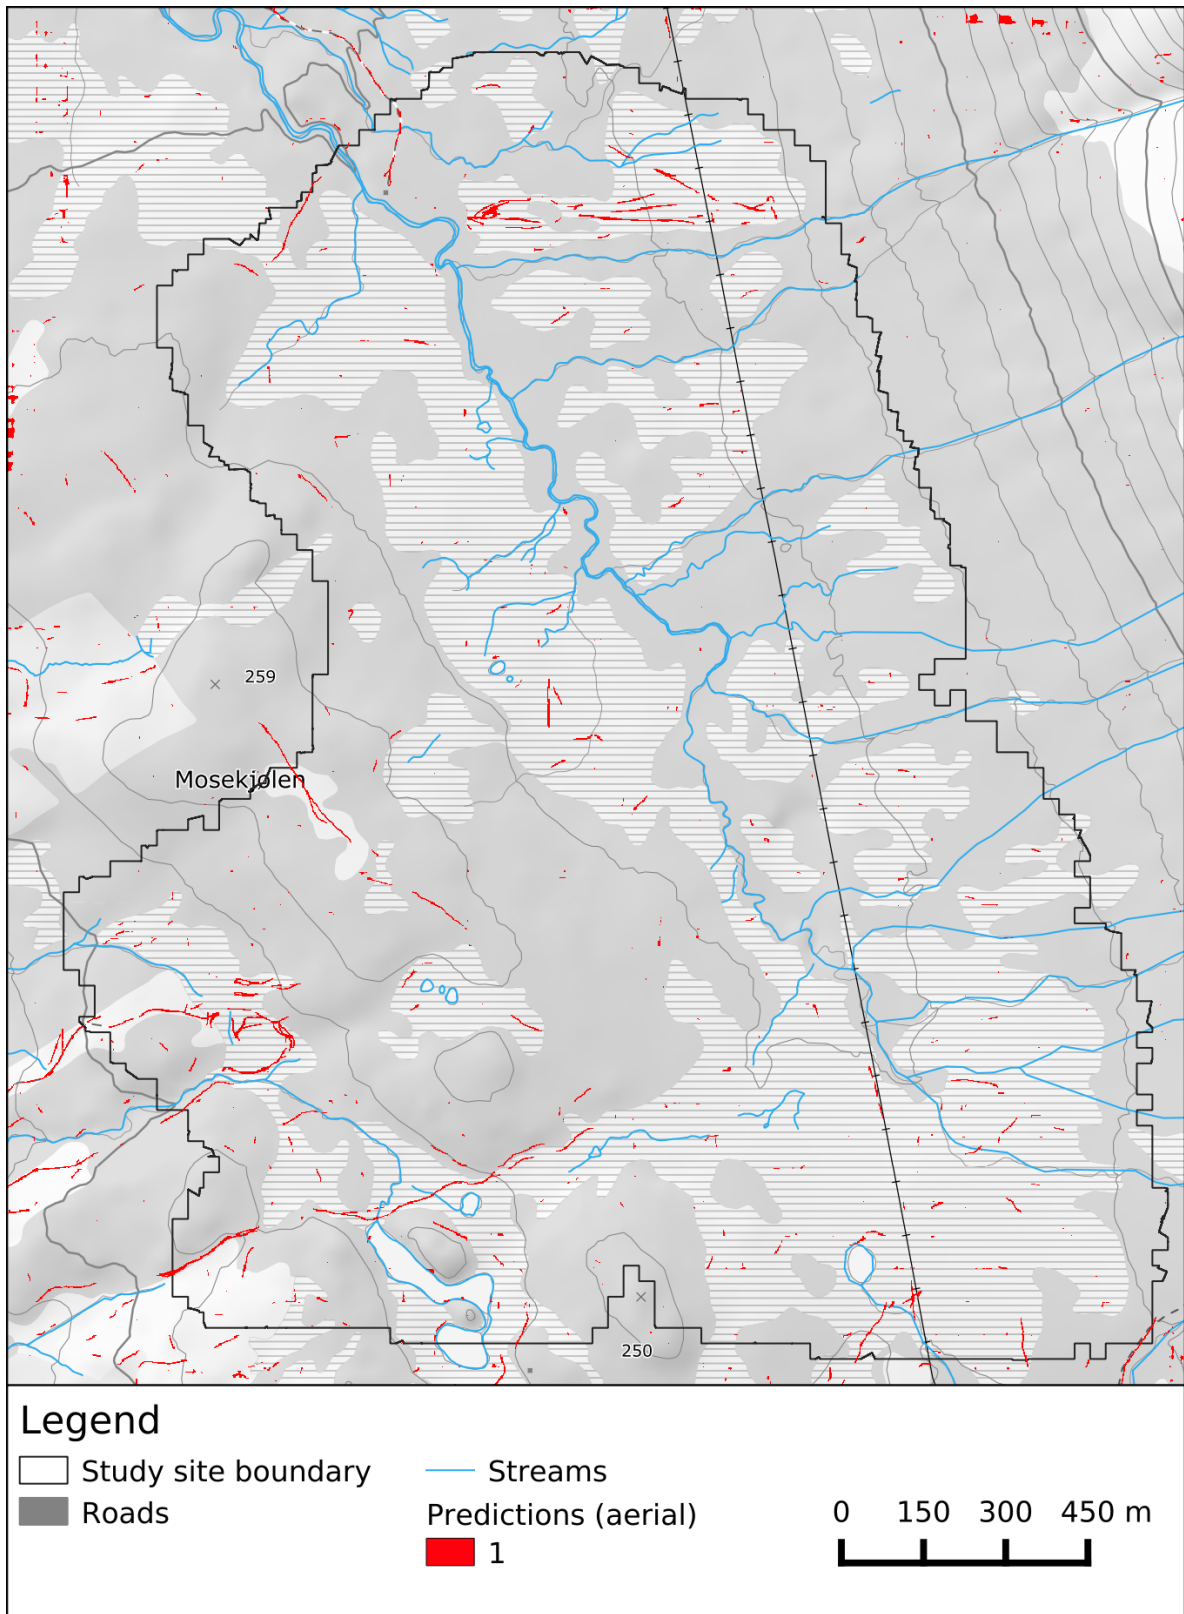 259
Mosekjølen
250
Legend
Study site boundary
Roads
Streams
Predictions (aerial)
1
0 150 300 450 m